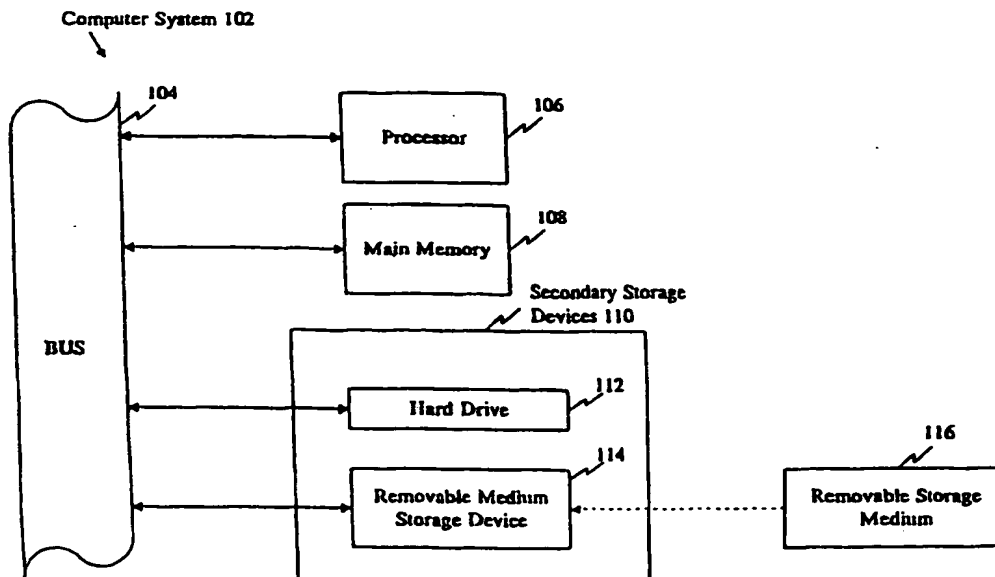 Computer System 102
104
Processor
106
Main Memory
108
Secondary Storage
Devices 110
BUS
Hard Drive
112
Removable Medium
Storage Device
114
Removable Storage
Medium
116